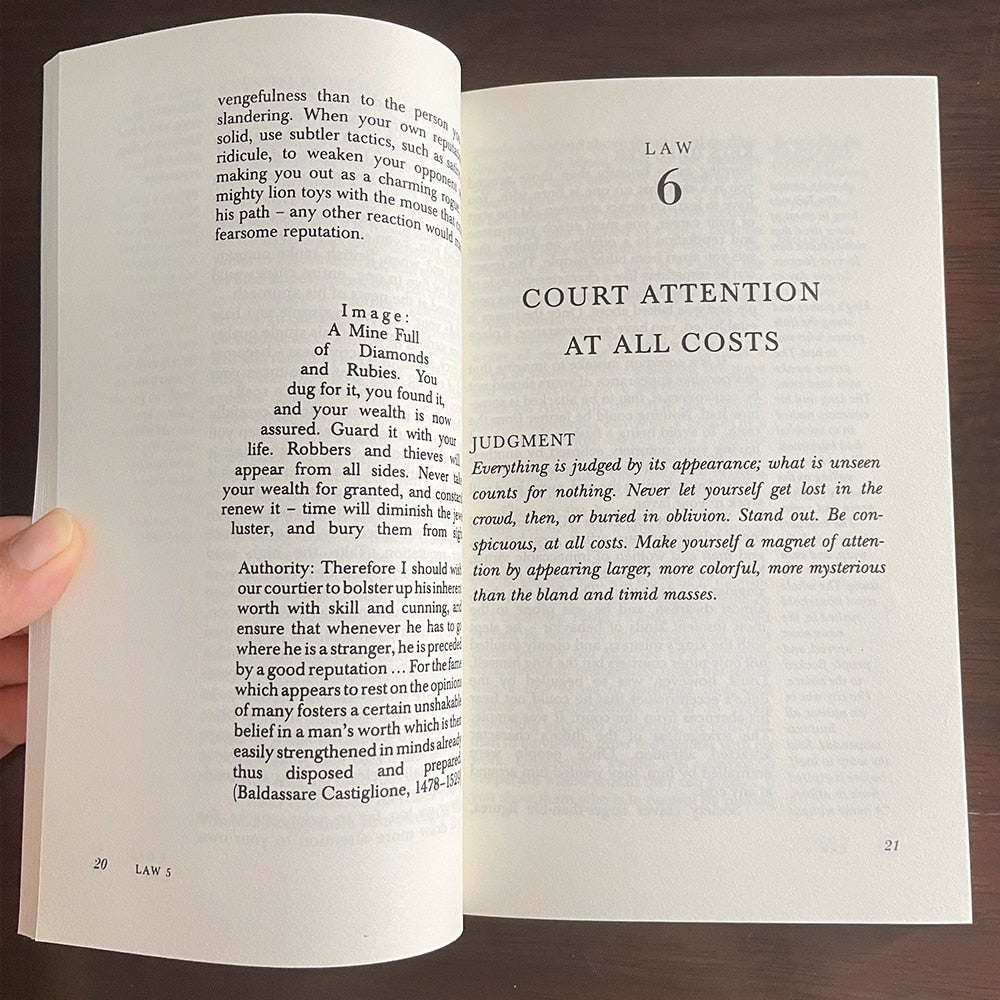 vengefulness than to the person
slandering. When your own
solid, use subtler tactics, such as
ridicule, to weaken your opponent
making you out as a charming rogue
mighty lion toys with the mouse that
his path – any other reaction would
fearsome reputation.
Image:
A Mine Full
of Diamonds
and Rubies. You
dug for it, you found it,
and your wealth is now
assured. Guard it with your
life. Robbers and thieves
appear from all sides. Never
your wealth for granted, and
renew it – time will diminish the
luster, and bury them from
Authority: Therefore I should
our courtier to bolster up his
worth with skill and cunning,
ensure that whenever he has to
where he is a stranger, he is preceded
by a good reputation ... For the fame
which appears to rest on the opinions
of many fosters a certain unshakable
belief in a man's worth which is then
easily strengthened in minds already
thus disposed and prepared
(Baldassare Castiglione, 1478–1529
20 LAW 5
LAW
6
COURT ATTENTION
AT ALL COSTS
JUDGMENT
Everything is judged by its appearance; what is unseen
counts for nothing. Never let yourself get lost in the
crowd, then, or buried in oblivion. Stand out. Be con-
spicuous, at all costs. Make yourself a magnet of atten-
tion by appearing larger, more colorful, more mysterious
than the bland and timid masses.
21